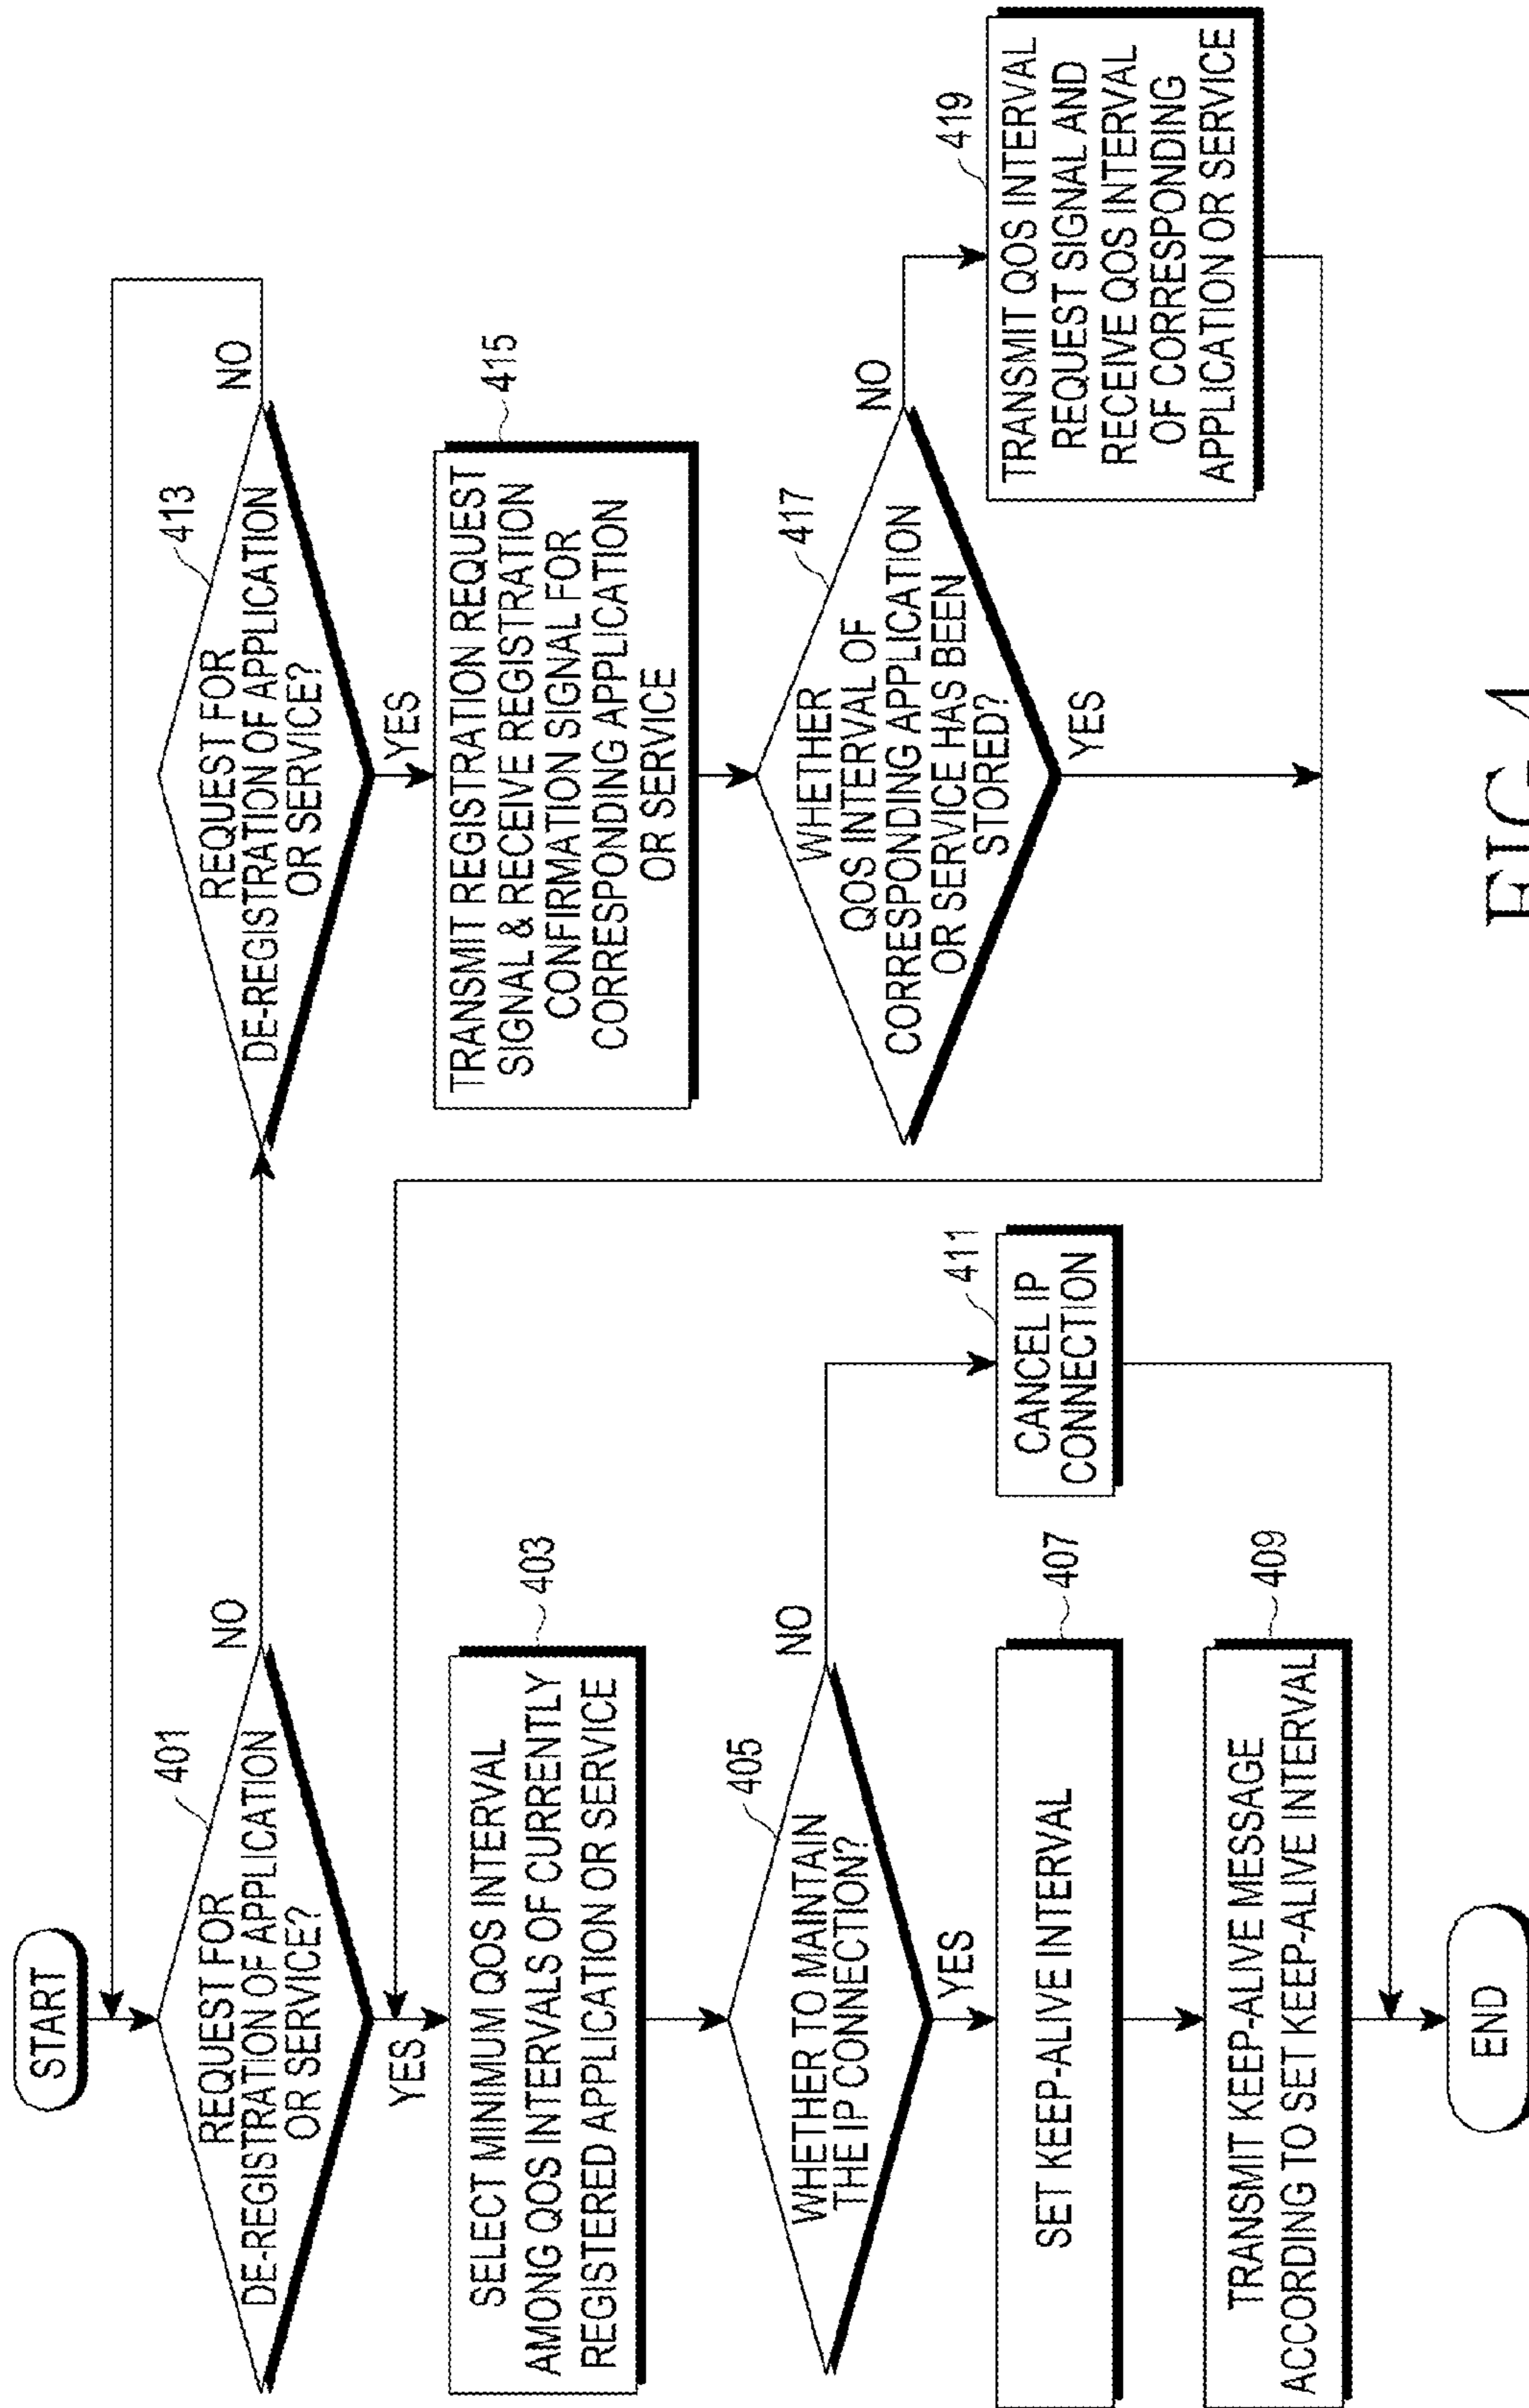 START
REQUEST FOR
DE-REGISTRATION OF APPLICATION
OR SERVICE?
401
NO
YES
SELECT MINIMUM QOS INTERVAL
AMONG QOS INTERVALS OF CURRENTLY
REGISTERED APPLICATION OR SERVICE
403
WHETHER TO MAINTAIN
THE IP CONNECTION?
405
NO
YES
SET KEEP-ALIVE INTERVAL
407
TRANSMIT KEEP-ALIVE MESSAGE
ACCORDING TO SET KEEP-ALIVE INTERVAL
409
CANCEL IP
CONNECTION
411
END
REQUEST FOR
DE-REGISTRATION OF APPLICATION
OR SERVICE?
413
NO
YES
TRANSMIT REGISTRATION REQUEST
SIGNAL & RECEIVE REGISTRATION
CONFIRMATION SIGNAL FOR
CORRESPONDING APPLICATION
OR SERVICE
415
WHETHER
QOS INTERVAL OF
CORRESPONDING APPLICATION
OR SERVICE HAS BEEN
STORED?
417
NO
YES
TRANSMIT QOS INTERVAL
REQUEST SIGNAL AND
RECEIVE QOS INTERVAL
OF CORRESPONDING
APPLICATION OR SERVICE
419
FIG.4